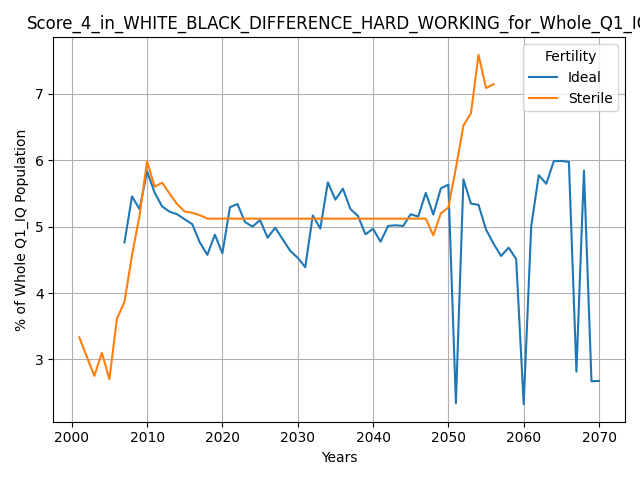 Score_4_in_WHITE_BLACK_DIFFERENCE_HARD_WORKING_for_Whole_Q1_IQ
Fertility
Ideal
Sterile
% of Whole Q1_IQ Population
7
6
5
4
3
2000 2010 2020 2030 2040 2050 2060 2070
Years